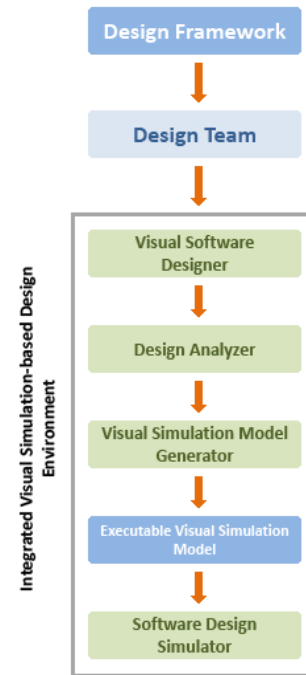 Design Framework
Design Team
Integrated Visual Simulation-based Design
Environment
Visual Software
Designer
Design Analyzer
Visual Simulation Model
Generator
Executable Visual Simulation
Model
Software Design
Simulator